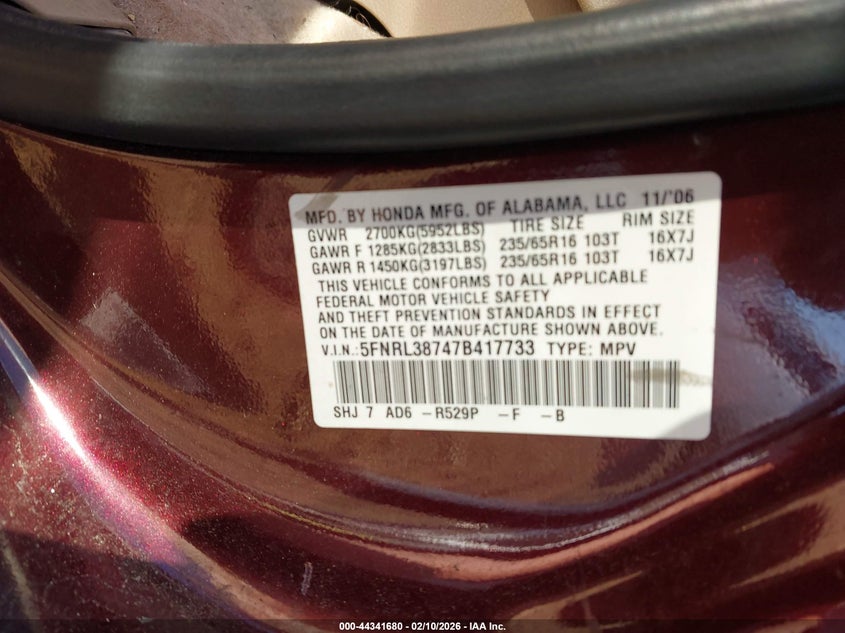 MFD. BY HONDA MFG. OF ALABAMA, LLC 11/'06
GVWR 2700KG(5952LBS) TIRE SIZE RIM SIZE
GAWR F 1285KG(2833LBS) 235/65R16 103T 16X7J
GAWR R 1450KG(3197LBS) 235/65R16 103T 16X7J
THIS VEHICLE CONFORMS TO ALL APPLICABLE
FEDERAL MOTOR VEHICLE SAFETY
AND THEFT PREVENTION STANDARDS IN EFFECT
ON THE DATE OF MANUFACTURE SHOWN ABOVE.
V.I.N.:5FNRL38747B417733 TYPE: MPV
SHJ 7 AD6 -R529P -F -B
000-44341680 - 02/10/2026 - IAA Inc.